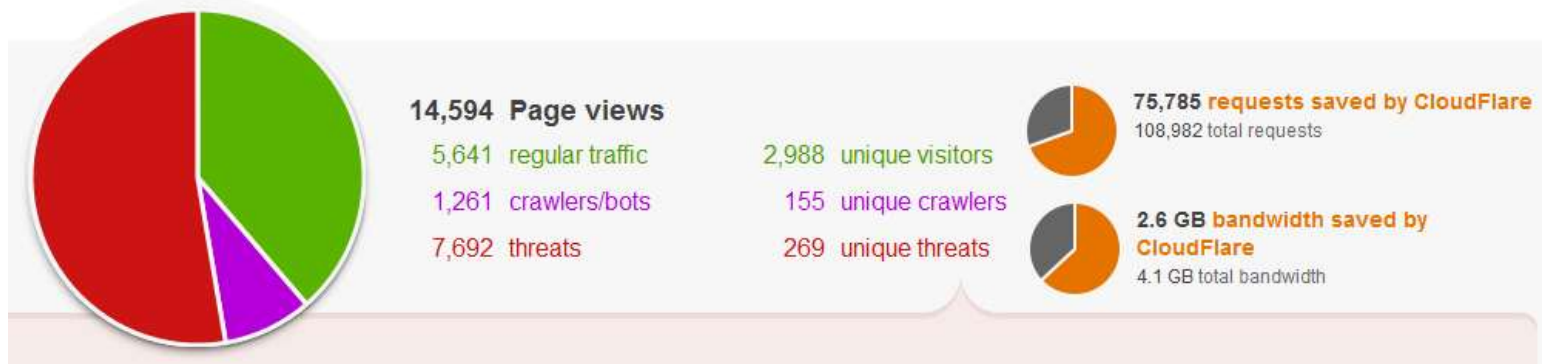 14,594 Page views
5,641 regular traffic
2,988 unique visitors
1,261 crawlers/bots
155 unique crawlers
7,692 threats
269 unique threats
75,785 requests saved by CloudFlare
108,982 total requests
2.6 GB bandwidth saved by
CloudFlare
4.1 GB total bandwidth